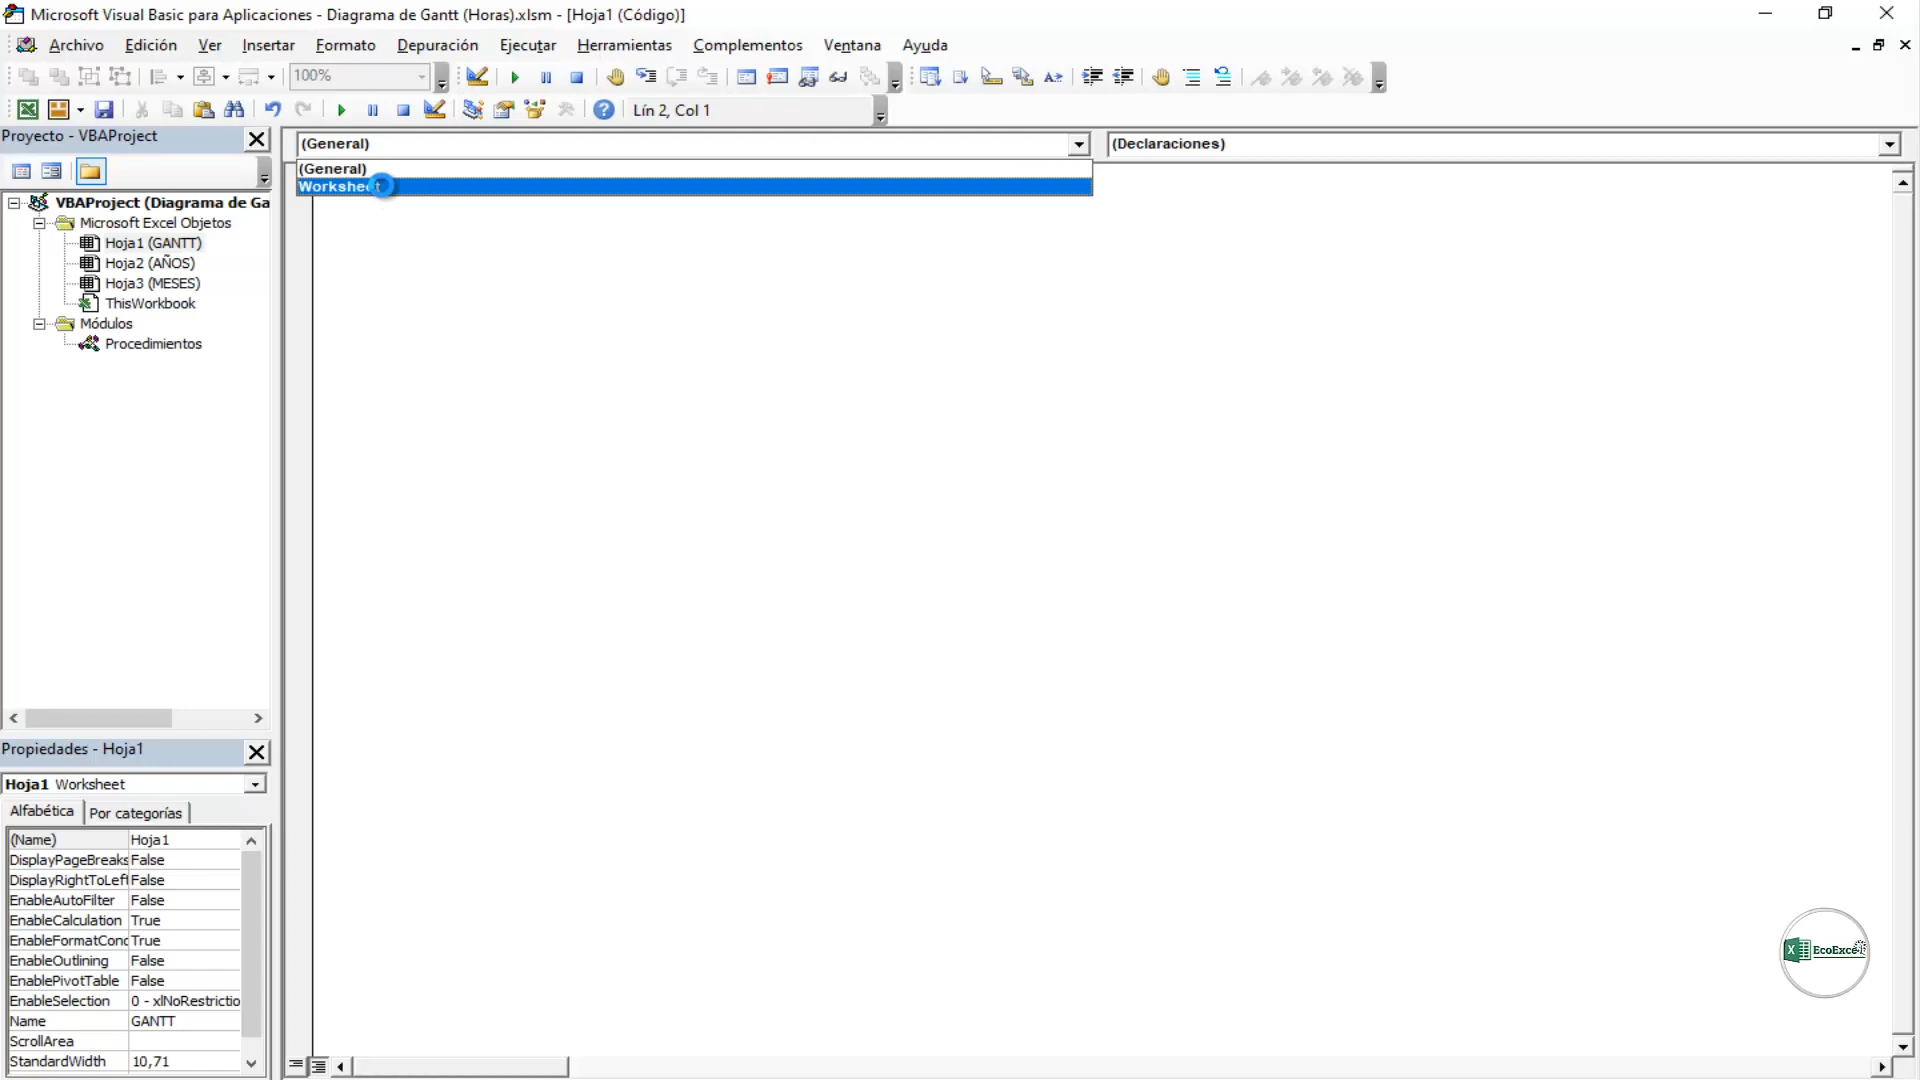 Microsoft Visual Basic para Aplicaciones - Diagrama de Gantt (Horas).xlsm - [Hoja1 (Código)]
Archivo Edición Ver Insertar Formato Depuración Ejecutar Herramientas Complementos Ventana Ayuda
100%
Lín 2, Col 1
Proyecto - VBAProject
(General) (Declaraciones)
(General)
Worksheet
VBAProject (Diagrama de Ga
Microsoft Excel Objetos
Hoja1 (GANTT)
Hoja2 (AÑOS)
Hoja3 (MESES)
ThisWorkbook
Módulos
Procedimientos
Propiedades - Hoja1
Hoja1 Worksheet
Alfabética Por categorías
(Name) Hoja1
DisplayPageBreaks False
DisplayRightToLeft False
EnableAutoFilter False
EnableCalculation True
EnableFormatConc True
EnableOutlining False
EnablePivotTable False
EnableSelection 0 - xlNoRestrictio
Name GANTT
ScrollArea
StandardWidth 10,71
EcoExcel